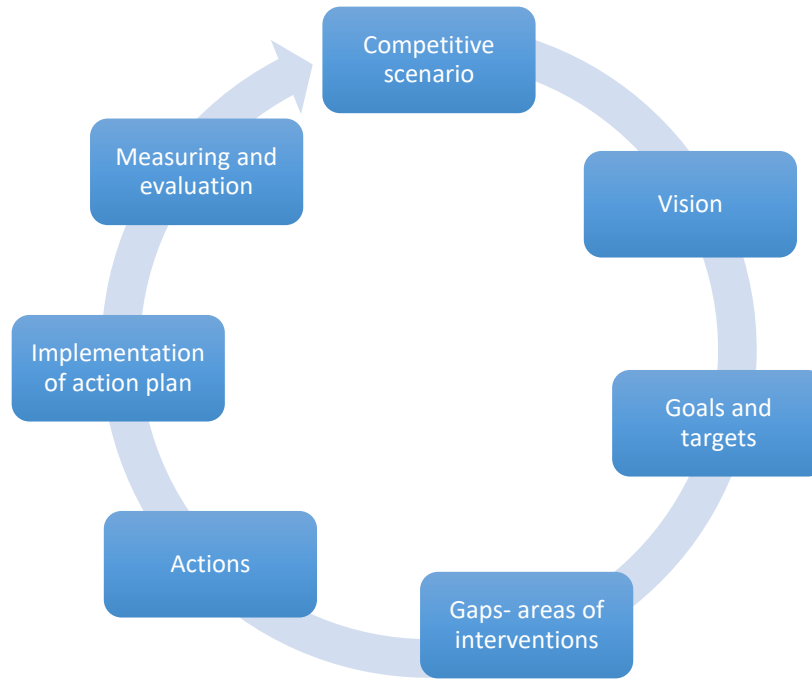 Competitive
scenario
Vision
Goals and
targets
Gaps- areas of
interventions
Actions
Implementation
of action plan
Measuring and
evaluation